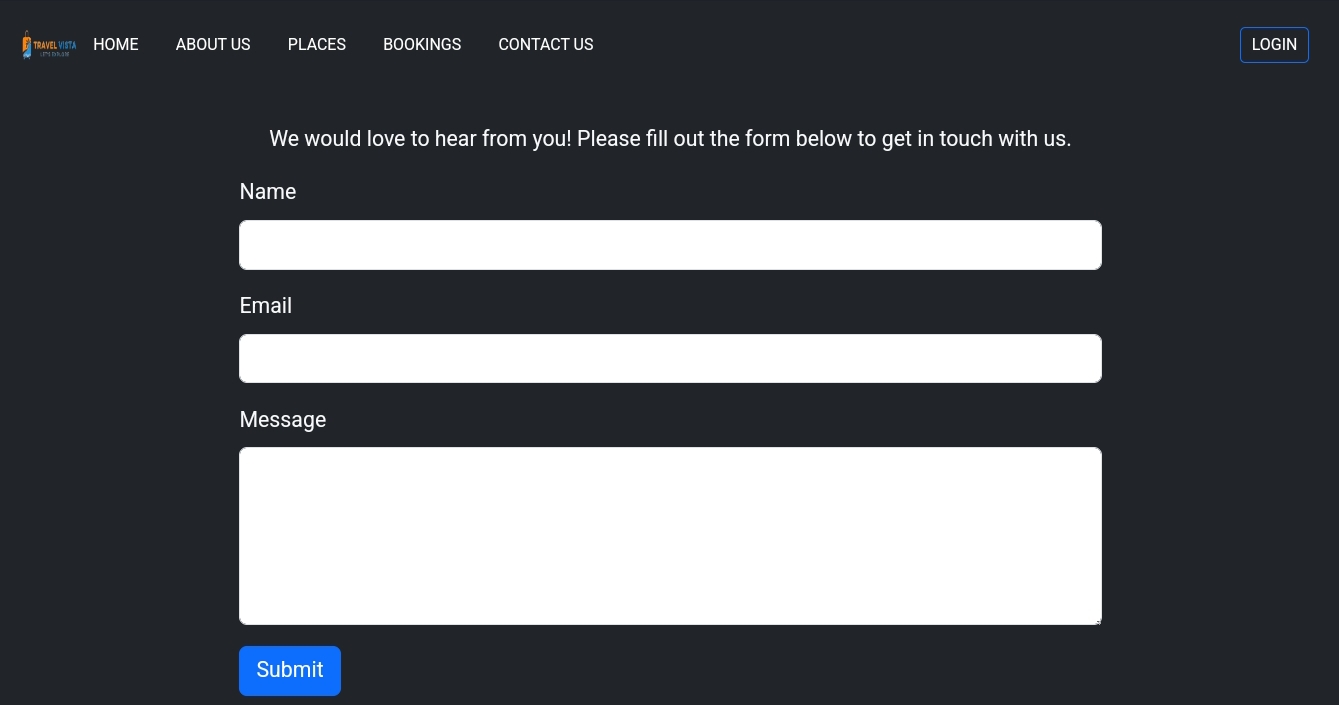 TRAVEL VISTA
HOME
ABOUT US
PLACES
BOOKINGS
CONTACT US
LOGIN
We would love to hear from you! Please fill out the form below to get in touch with us.
Name
Email
Message
Submit